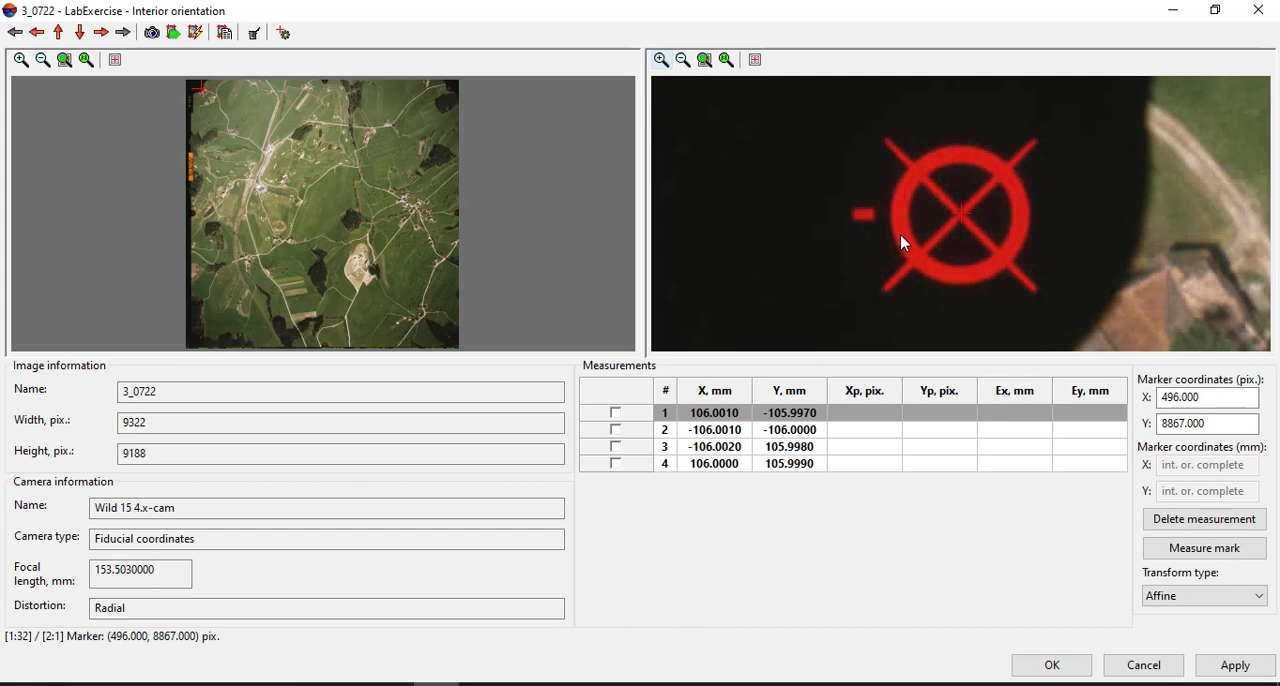 3_0722 - LabExercise - Interior orientation
Image information
Name: 3_0722
Width, pix.: 9322
Height, pix.: 9188
Camera information
Name: Wild 15 4.x-cam
Camera type: Fiducial coordinates
Focal length, mm: 153.5030000
Distortion: Radial
Measurements
# X, mm Y, mm Xp, pix. Yp, pix. Ex, mm Ey, mm
1 106.0010 -105.9970
2 -106.0010 -106.0000
3 -106.0020 105.9980
4 106.0000 105.9990
Marker coordinates (pix.):
X: 496.000
Y: 8867.000
Marker coordinates (mm):
X: int. or. complete
Y: int. or. complete
Delete measurement
Measure mark
Transform type:
Affine
[1:32] / [2:1] Marker: (496.000, 8867.000) pix.
OK Cancel Apply